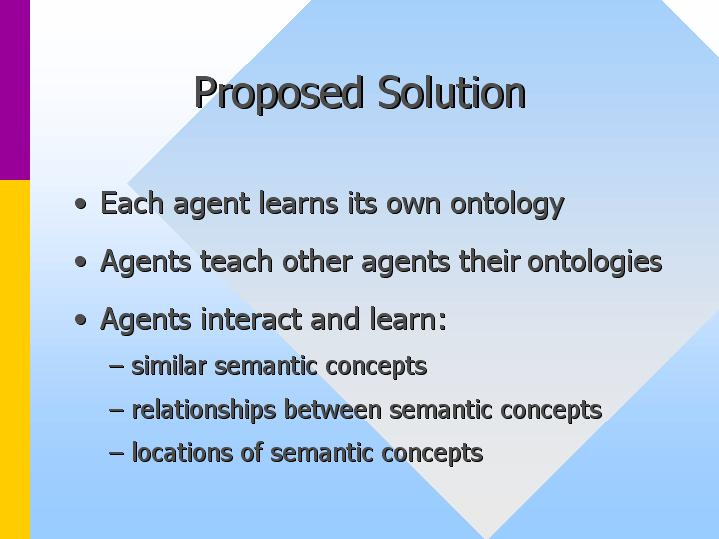 Proposed Solution
• Each agent learns its own ontology
• Agents teach other agents their ontologies
• Agents interact and learn:
– similar semantic concepts
– relationships between semantic concepts
– locations of semantic concepts